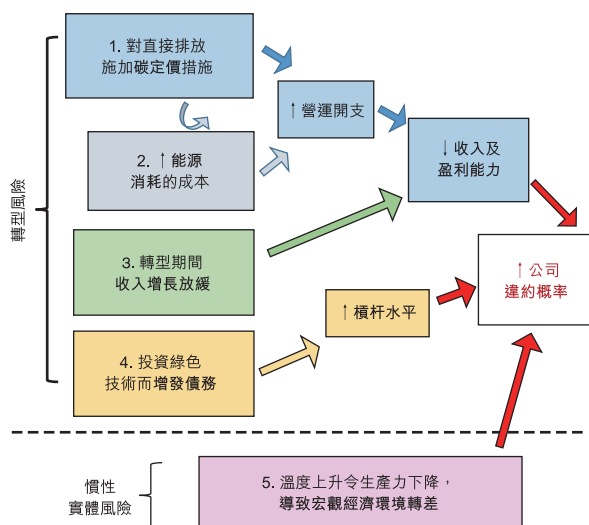 轉型風險
1. 對直接排放
施加碳定價措施
2. ↑ 能源
消耗的成本
↑ 營運開支
↓ 收入及
盈利能力
3. 轉型期間
收入增長放緩
↑ 公司
違約概率
↑ 槓杆水平
4. 投資綠色
技術而增發債務
慣性
實體風險
5. 溫度上升令生產力下降，
導致宏觀經濟環境轉差